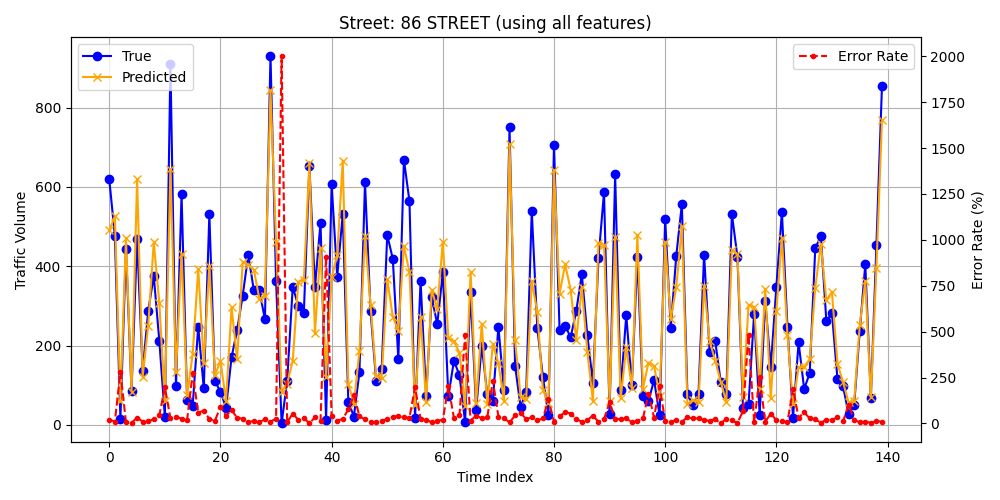 Street: 86 STREET (using all features)
True
Predicted
Error Rate
Traffic Volume
0
200
400
600
800
Error Rate (%)
0
250
500
750
1000
1250
1500
1750
2000
0 20 40 60 80 100 120 140
Time Index